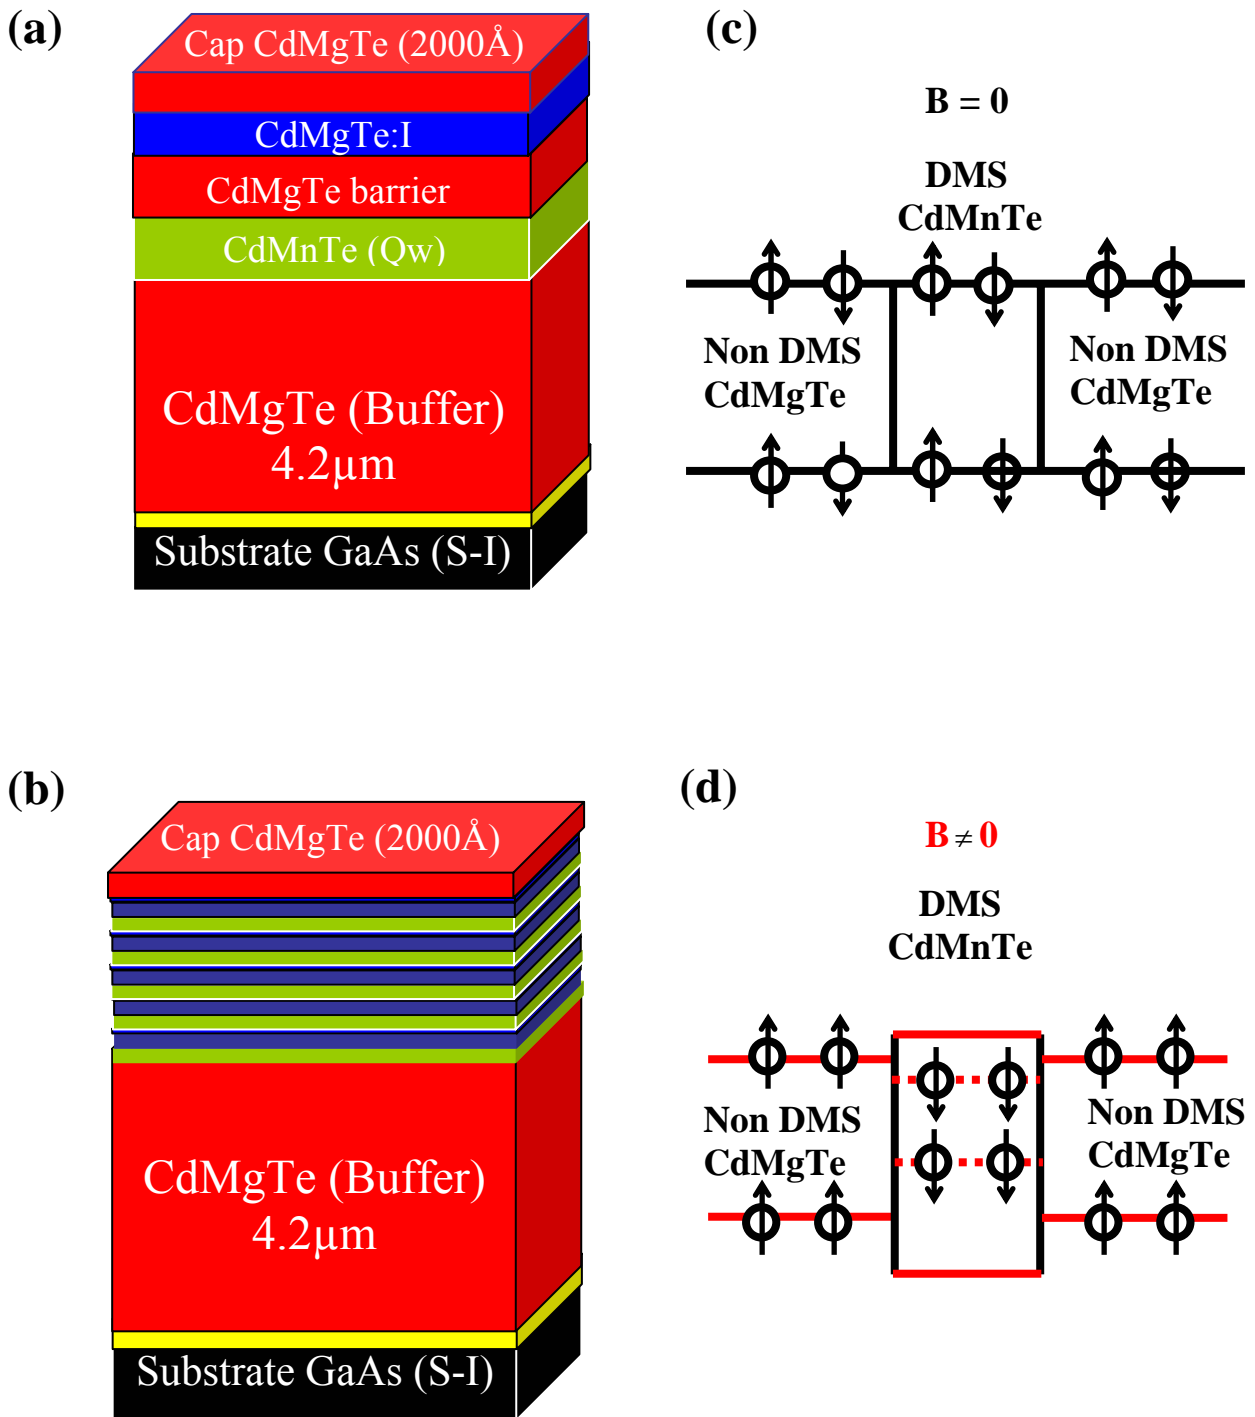 (a)
Cap CdMgTe (2000Å)
CdMgTe:I
CdMgTe barrier
CdMnTe (Qw)
CdMgTe (Buffer)
4.2µm
Substrate GaAs (S-I)
(c)
B = 0
DMS
CdMnTe
Non DMS
CdMgTe
Non DMS
CdMgTe
(b)
Cap CdMgTe (2000Å)
CdMgTe (Buffer)
4.2µm
Substrate GaAs (S-I)
(d)
B ≠ 0
DMS
CdMnTe
Non DMS
CdMgTe
Non DMS
CdMgTe